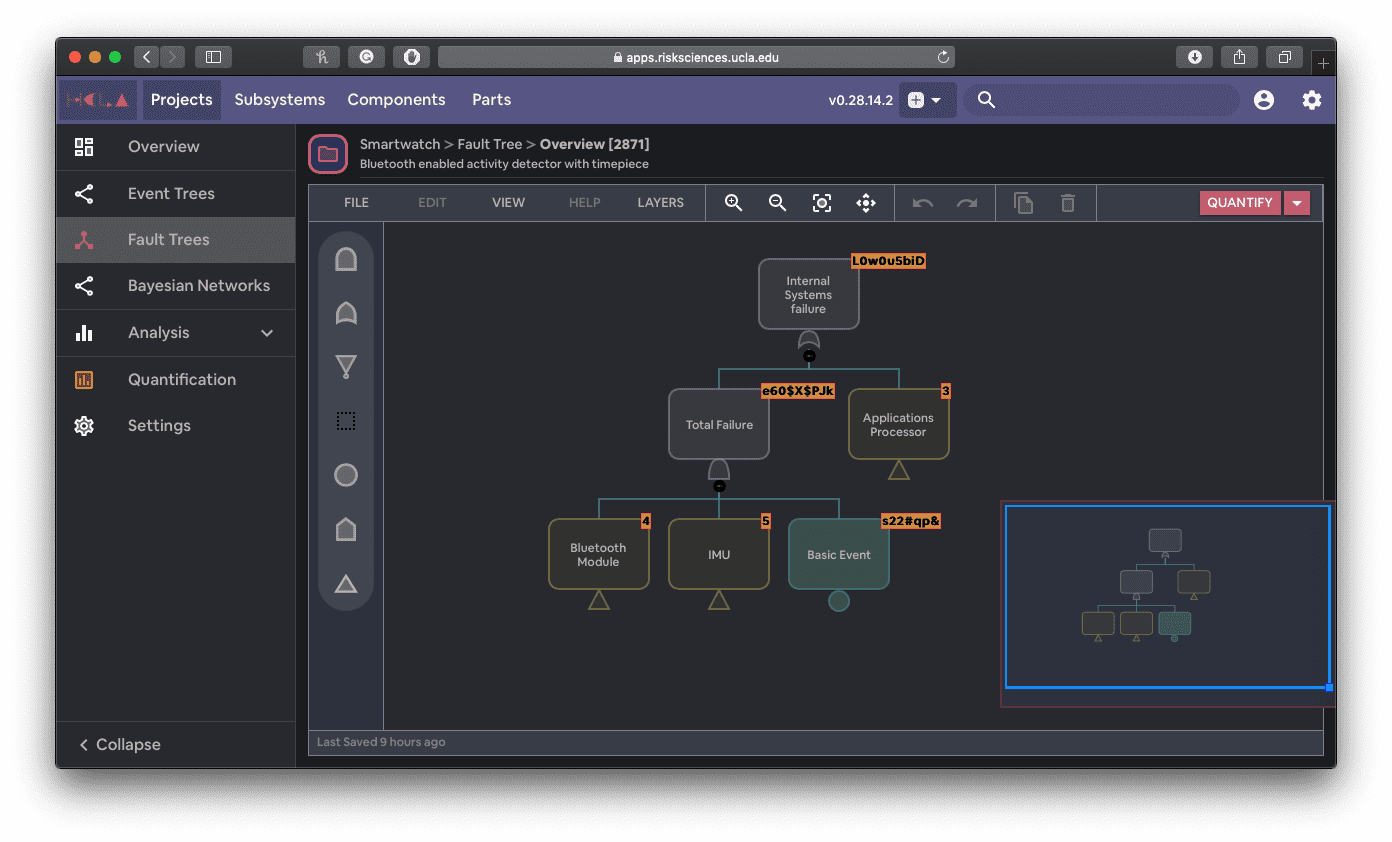 apps.risksciences.ucla.edu
HCLA Projects Subsystems Components Parts v0.28.14.2
Overview
Event Trees
Fault Trees
Bayesian Networks
Analysis
Quantification
Settings
Collapse
Smartwatch > Fault Tree > Overview [2871]
Bluetooth enabled activity detector with timepiece
FILE EDIT VIEW HELP LAYERS QUANTIFY
L0w0u5biD
Internal
Systems
failure
e60$X$PJk
3
Total Failure
Applications
Processor
4
5
s22#qp&
Bluetooth
Module
IMU
Basic Event
Last Saved 9 hours ago